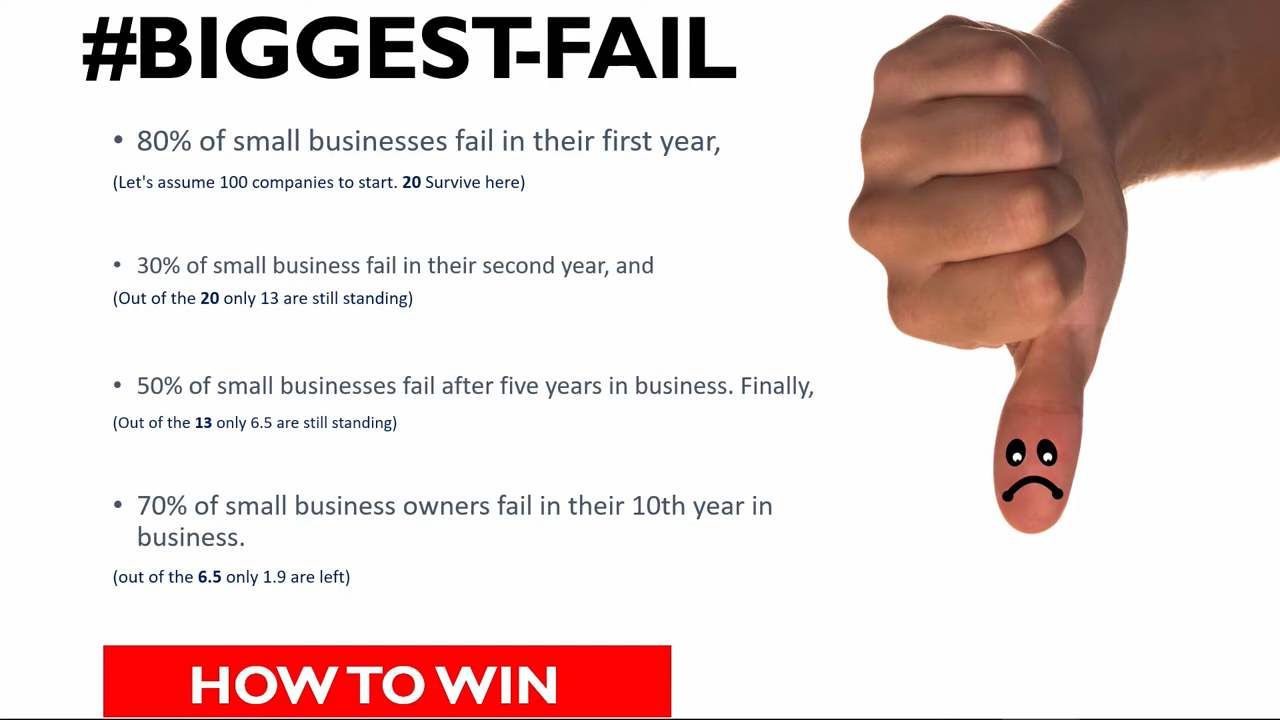 #BIGGEST-FAIL
• 80% of small businesses fail in their first year,
(Let's assume 100 companies to start. 20 Survive here)
• 30% of small business fail in their second year, and
(Out of the 20 only 13 are still standing)
• 50% of small businesses fail after five years in business. Finally,
(Out of the 13 only 6.5 are still standing)
• 70% of small business owners fail in their 10th year in
business.
(out of the 6.5 only 1.9 are left)
HOW TO WIN